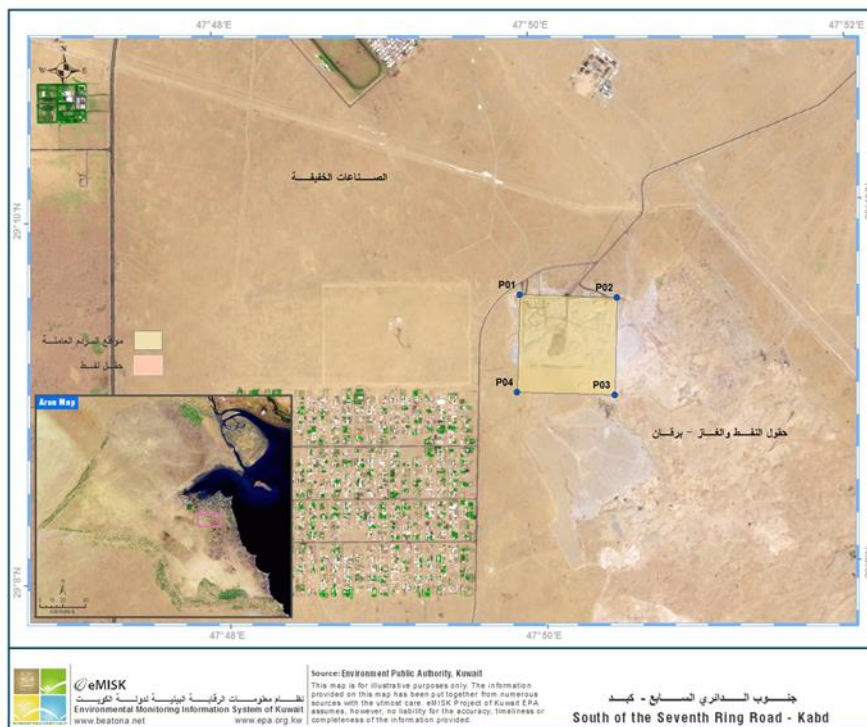 47°48'E
47°50'E
47°52'E
N
W E
الصناعات الخفيفة
29°10'N
P01
P02
مواقع الردم العاملة
حقل نفط
P04
P03
Area Map
حقول النفط والغاز - برقان
29°8'N
47°48'E
47°50'E
eMISK
نظام معلومات الرقابة البيئية لدولة الكويت
Environmental Monitoring Information System of Kuwait
www.beatona.net www.epa.org.kw
Source: Environment Public Authority, Kuwait
This map is for illustrative purposes only. The information
provided on this map has been put together from numerous
sources with the utmost care. eMISK Project of Kuwait EPA
assumes, however, no liability for the accuracy, timeliness or
completeness of the information provided.
جنوب الدائري السابع - كبد
South of the Seventh Ring Road - Kabd